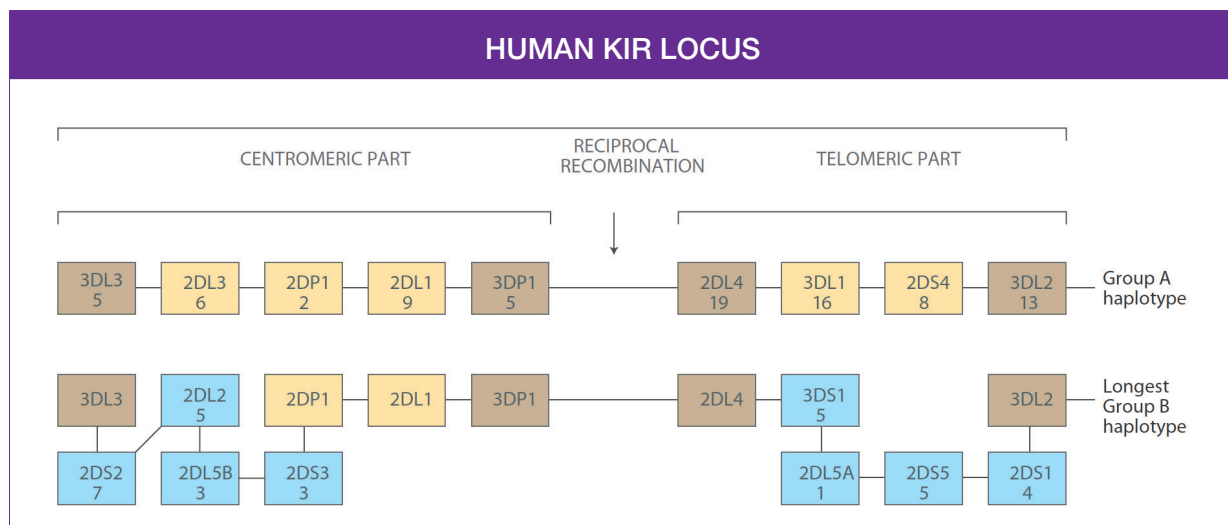 HUMAN KIR LOCUS
CENTROMERIC PART
RECIPROCAL
RECOMBINATION
TELOMERIC PART
3DL3
5
2DL3
6
2DP1
2
2DL1
9
3DP1
5
2DL4
19
3DL1
16
2DS4
8
3DL2
13
Group A
haplotype
3DL3
2DL2
5
2DP1
2DL1
3DP1
2DL4
3DS1
5
3DL2
Longest
Group B
haplotype
2DS2
7
2DL5B
3
2DS3
3
2DL5A
1
2DS5
5
2DS1
4